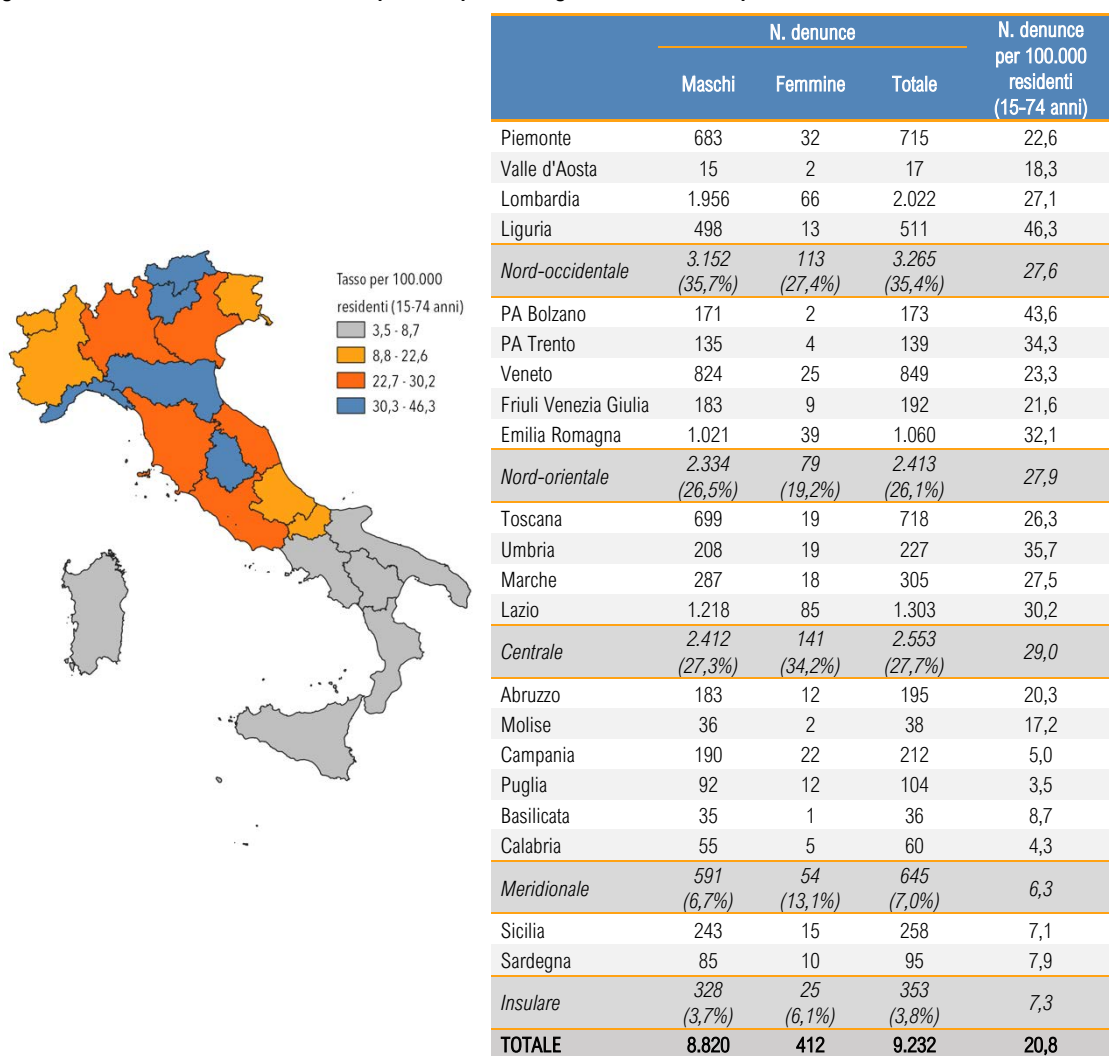 Tasso per 100.000
residenti (15-74 anni)
3,5 - 8,7
8,8 - 22,6
22,7 - 30,2
30,3 - 46,3
N. denunce N. denunce per 100.000 residenti (15-74 anni)
Maschi Femmine Totale
Piemonte 683 32 715 22,6
Valle d'Aosta 15 2 17 18,3
Lombardia 1.956 66 2.022 27,1
Liguria 498 13 511 46,3
Nord-occidentale 3.152 (35,7%) 113 (27,4%) 3.265 (35,4%) 27,6
PA Bolzano 171 2 173 43,6
PA Trento 135 4 139 34,3
Veneto 824 25 849 23,3
Friuli Venezia Giulia 183 9 192 21,6
Emilia Romagna 1.021 39 1.060 32,1
Nord-orientale 2.334 (26,5%) 79 (19,2%) 2.413 (26,1%) 27,9
Toscana 699 19 718 26,3
Umbria 208 19 227 35,7
Marche 287 18 305 27,5
Lazio 1.218 85 1.303 30,2
Centrale 2.412 (27,3%) 141 (34,2%) 2.553 (27,7%) 29,0
Abruzzo 183 12 195 20,3
Molise 36 2 38 17,2
Campania 190 22 212 5,0
Puglia 92 12 104 3,5
Basilicata 35 1 36 8,7
Calabria 55 5 60 4,3
Meridionale 591 (6,7%) 54 (13,1%) 645 (7,0%) 6,3
Sicilia 243 15 258 7,1
Sardegna 85 10 95 7,9
Insulare 328 (3,7%) 25 (6,1%) 353 (3,8%) 7,3
TOTALE 8.820 412 9.232 20,8